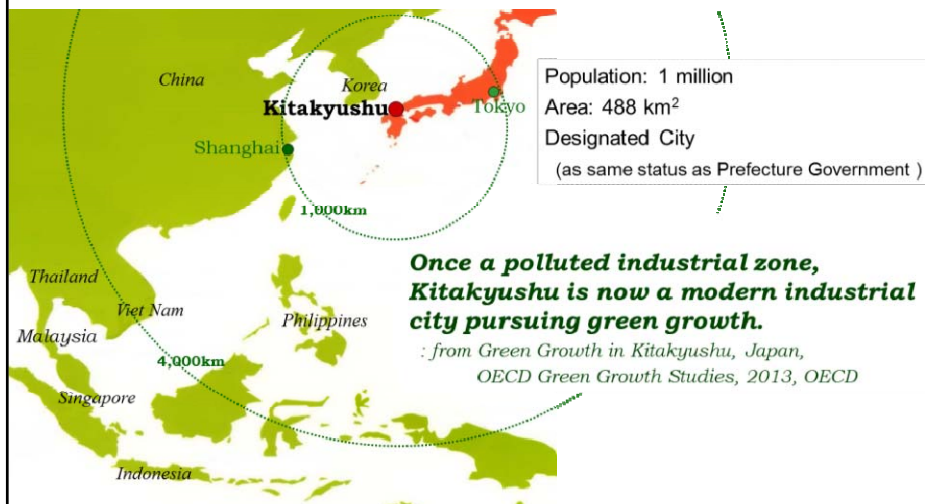 China
Korea
Kitakyushu
Tokyo
Shanghai
1,000km
Population: 1 million
Area: 488 km²
Designated City
(as same status as Prefecture Government )
Once a polluted industrial zone,
Kitakyushu is now a modern industrial
city pursuing green growth.
: from Green Growth in Kitakyushu, Japan,
OECD Green Growth Studies, 2013, OECD
Thailand
Viet Nam
Philippines
Malaysia
4,000km
Singapore
Indonesia